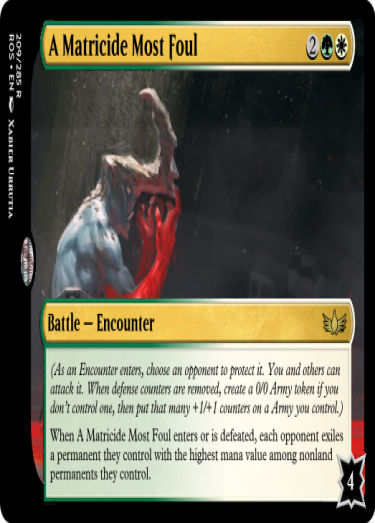 A Matricide Most Foul 2
209/285 R
ROS • EN XABIER URRUTIA
Battle — Encounter
(As an Encounter enters, choose an opponent to protect it. You and others can
attack it. When defense counters are removed, create a 0/0 Army token if you
don't control one, then put that many +1/+1 counters on a Army you control.)
When A Matricide Most Foul enters or is defeated, each opponent exiles
a permanent they control with the highest mana value among nonland
permanents they control.
4